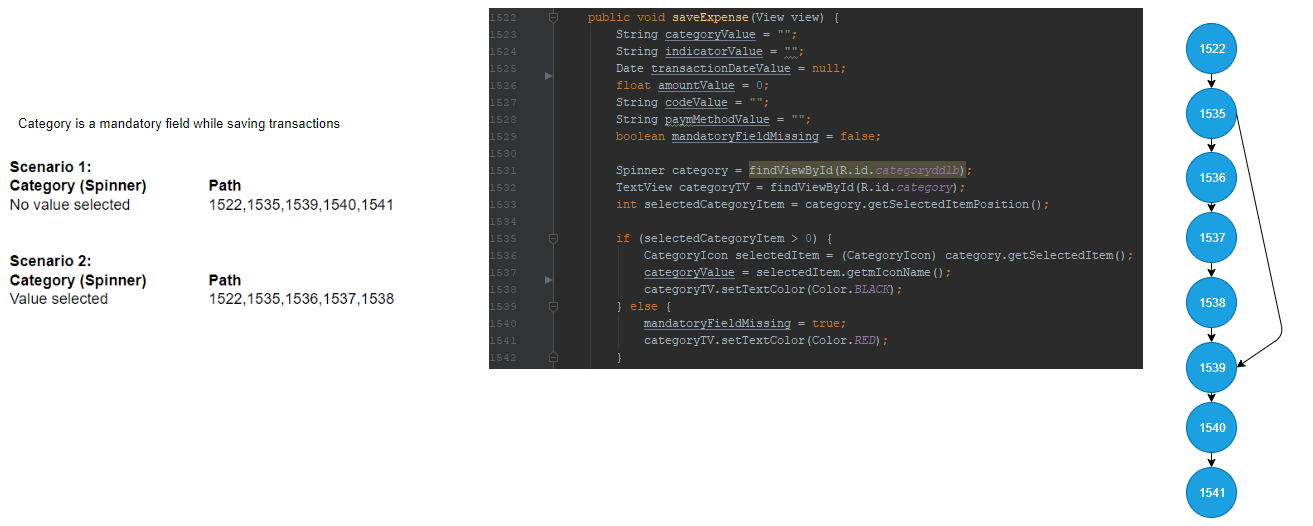 Category is a mandatory field while saving transactions
Scenario 1:
Category (Spinner) Path
No value selected 1522,1535,1539,1540,1541
Scenario 2:
Category (Spinner) Path
Value selected 1522,1535,1536,1537,1538
1522 public void saveExpense(View view) {
1523 String categoryValue = "";
1524 String indicatorValue = "";
1525 Date transactionDateValue = null;
1526 float amountValue = 0;
1527 String codeValue = "";
1528 String paymMethodValue = "";
1529 boolean mandatoryFieldMissing = false;
1530
1531 Spinner category = findViewById(R.id.categoryddlb);
1532 TextView categoryTV = findViewById(R.id.category);
1533 int selectedCategoryItem = category.getSelectedItemPosition();
1534
1535 if (selectedCategoryItem > 0) {
1536 CategoryIcon selectedItem = (CategoryIcon) category.getSelectedItem();
1537 categoryValue = selectedItem.getmIconName();
1538 categoryTV.setTextColor(Color.BLACK);
1539 } else {
1540 mandatoryFieldMissing = true;
1541 categoryTV.setTextColor(Color.RED);
1542 }
1522
1535
1536
1537
1538
1539
1540
1541